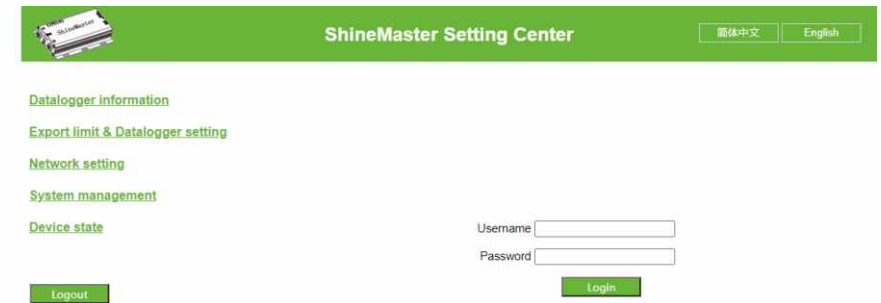 ShineMaster
ShineMaster Setting Center
简体中文
English
Datalogger information
Export limit & Datalogger setting
Network setting
System management
Device state
Username
Password
Logout
Login